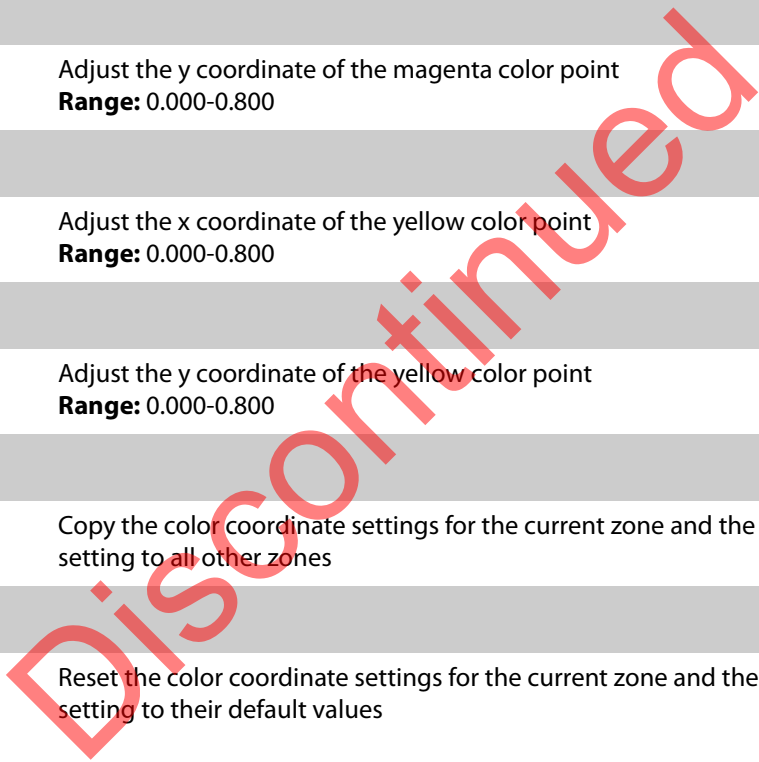 Adjust the y coordinate of the magenta color point
Range: 0.000-0.800
Adjust the x coordinate of the yellow color point
Range: 0.000-0.800
Adjust the y coordinate of the yellow color point
Range: 0.000-0.800
Copy the color coordinate settings for the current zone and the
setting to all other zones
Reset the color coordinate settings for the current zone and the
setting to their default values
Discontinued